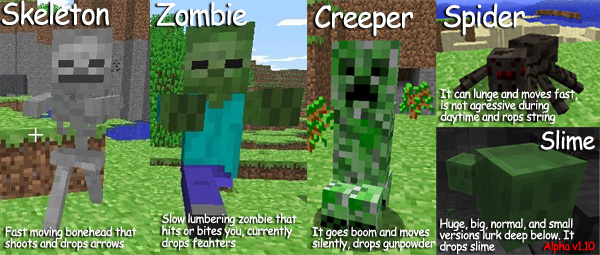 Skeleton
Fast moving bonehead that
shoots and drops arrows
Zombie
Slow lumbering zombie that
hits or bites you, currently
drops feahters
Creeper
It goes boom and moves
silently, drops gunpowder
Spider
It can lunge and moves fast,
is not agressive during
daytime and rops string
Slime
Huge, big, normal, and small
versions lurk deep below. It
drops slime
Alpha v1.10